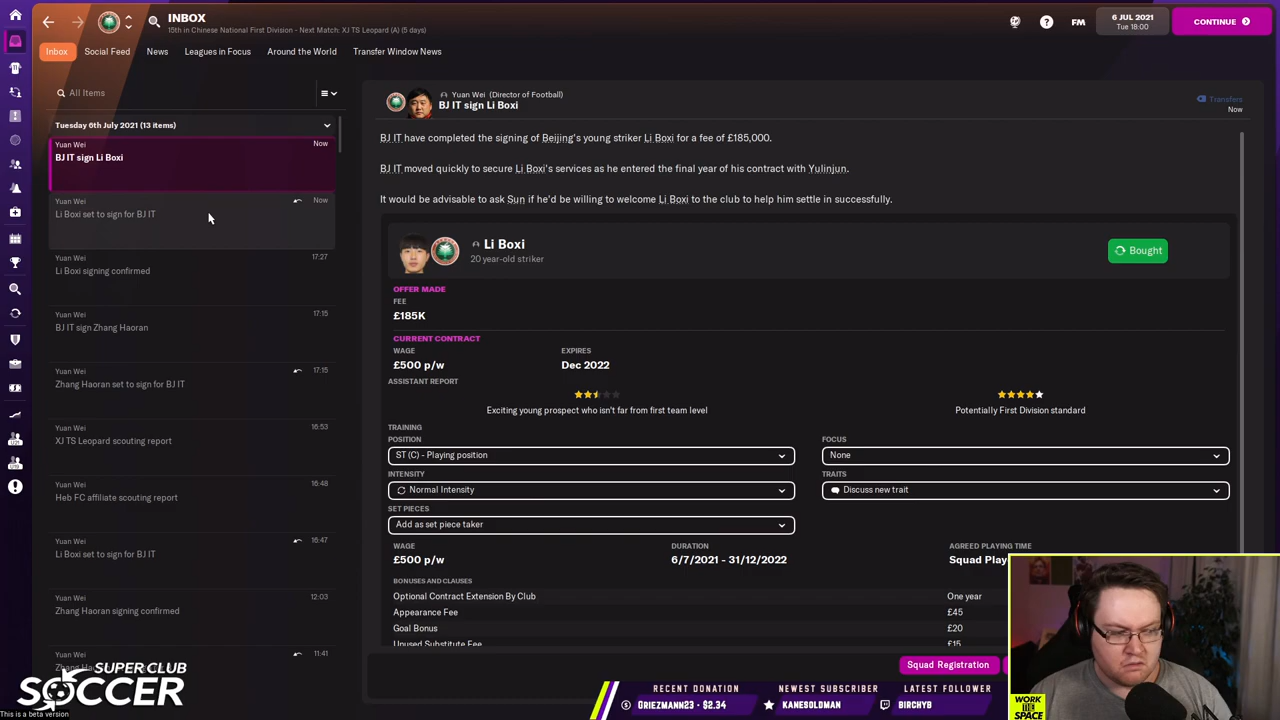 INBOX
15th in Chinese National First Division - Next Match: XJ TS Leopard (A) (5 days)
FM
6 JUL 2021
Tue 18:00
CONTINUE
Inbox
Social Feed
News
Leagues in Focus
Around the World
Transfer Window News
All Items
Tuesday 6th July 2021 (13 items)
Yuan Wei
Now
BJ IT sign Li Boxi
Yuan Wei
Now
Li Boxi set to sign for BJ IT
Yuan Wei
17:27
Li Boxi signing confirmed
Yuan Wei
17:15
BJ IT sign Zhang Haoran
Yuan Wei
17:15
Zhang Haoran set to sign for BJ IT
Yuan Wei
16:53
XJ TS Leopard scouting report
Yuan Wei
16:48
Heb FC affiliate scouting report
Yuan Wei
16:47
Li Boxi set to sign for BJ IT
Yuan Wei
12:03
Zhang Haoran signing confirmed
Yuan Wei
11:41
Yuan Wei (Director of Football)
BJ IT sign Li Boxi
Transfers
Now
BJ IT have completed the signing of Beijing's young striker Li Boxi for a fee of £185,000.
BJ IT moved quickly to secure Li Boxi's services as he entered the final year of his contract with Yulinjun.
It would be advisable to ask Sun if he'd be willing to welcome Li Boxi to the club to help him settle in successfully.
Li Boxi
20 year-old striker
Bought
OFFER MADE
FEE
£185K
CURRENT CONTRACT
WAGE
EXPIRES
£500 p/w
Dec 2022
ASSISTANT REPORT
Exciting young prospect who isn't far from first team level
Potentially First Division standard
TRAINING
POSITION
FOCUS
ST (C) - Playing position
None
INTENSITY
TRAITS
Normal Intensity
Discuss new trait
SET PIECES
Add as set piece taker
WAGE
DURATION
AGREED PLAYING TIME
£500 p/w
6/7/2021 - 31/12/2022
Squad Play
BONUSES AND CLAUSES
Optional Contract Extension By Club
One year
Appearance Fee
£45
Goal Bonus
£20
Unused Substitute Fee
£15
Squad Registration
SUPER CLUB
SOCCER
This is a beta version
RECENT DONATION
GRIEZMANN23 - $2.34
NEWEST SUBSCRIBER
KANESOLDMAN
LATEST FOLLOWER
BIRCHYB
WORK
THE
SPACE